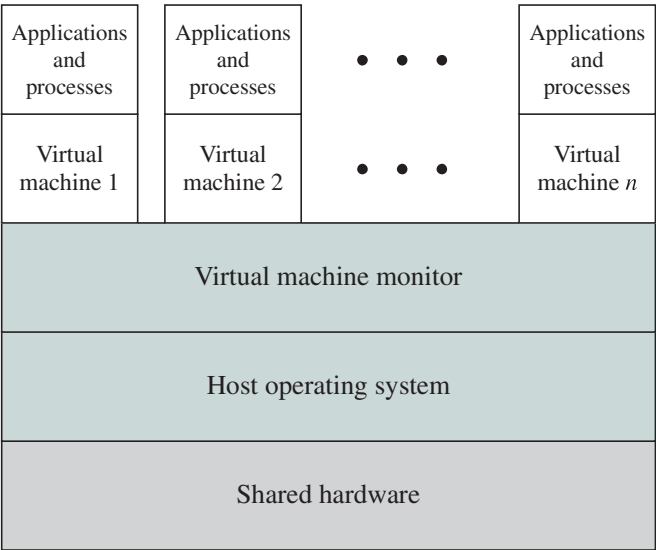 Applications
and
processes
Applications
and
processes
Applications
and
processes
Virtual
machine 1
Virtual
machine 2
Virtual
machine n
Virtual machine monitor
Host operating system
Shared hardware